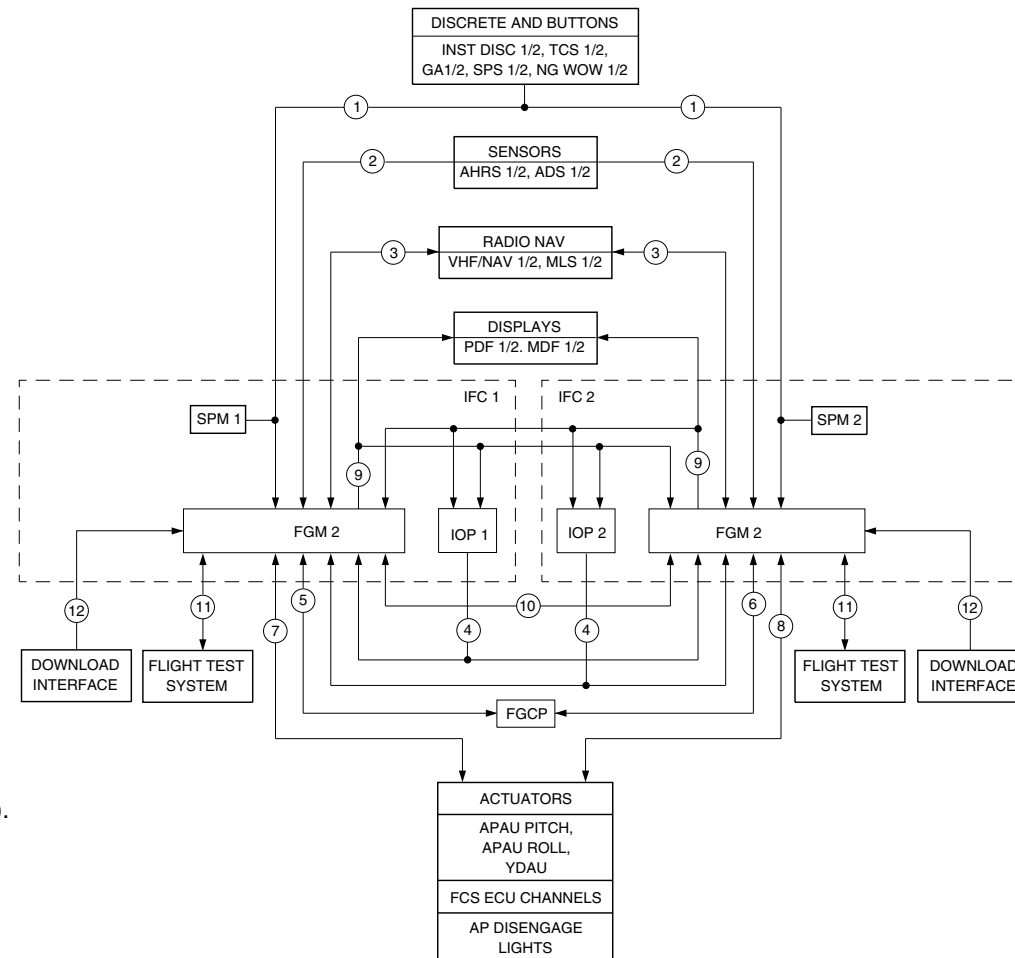 DISCRETE AND BUTTONS
INST DISC 1/2, TCS 1/2,
GA1/2, SPS 1/2, NG WOW 1/2
1
1
SENSORS
AHRS 1/2, ADS 1/2
2
2
RADIO NAV
VHF/NAV 1/2, MLS 1/2
3
3
DISPLAYS
PDF 1/2. MDF 1/2
IFC 1
IFC 2
SPM 1
SPM 2
9
9
FGM 2
IOP 1
IOP 2
FGM 2
12
11
7
5
4
10
4
6
8
11
12
DOWNLOAD
INTERFACE
FLIGHT TEST
SYSTEM
FLIGHT TEST
SYSTEM
DOWNLOAD
INTERFACE
FGCP
ACTUATORS
APAU PITCH,
APAU ROLL,
YDAU
FCS ECU CHANNELS
AP DISENGAGE
LIGHTS